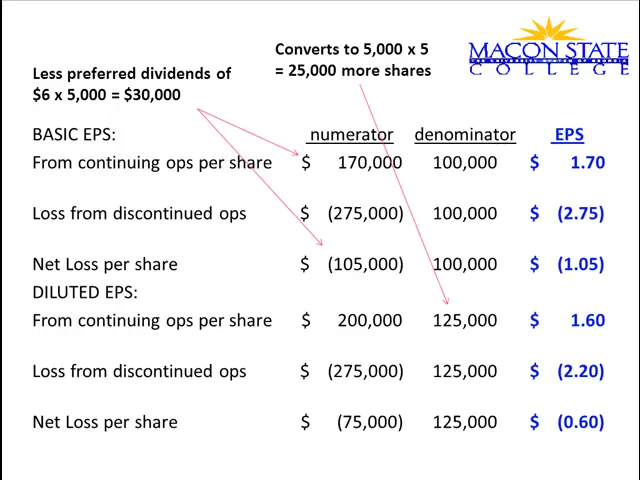 Converts to 5,000 x 5
= 25,000 more shares
MACON STATE
COLLEGE
Less preferred dividends of
$6 x 5,000 = $30,000
BASIC EPS: numerator denominator EPS
From continuing ops per share $ 170,000 100,000 $ 1.70
Loss from discontinued ops $ (275,000) 100,000 $ (2.75)
Net Loss per share $ (105,000) 100,000 $ (1.05)
DILUTED EPS:
From continuing ops per share $ 200,000 125,000 $ 1.60
Loss from discontinued ops $ (275,000) 125,000 $ (2.20)
Net Loss per share $ (75,000) 125,000 $ (0.60)